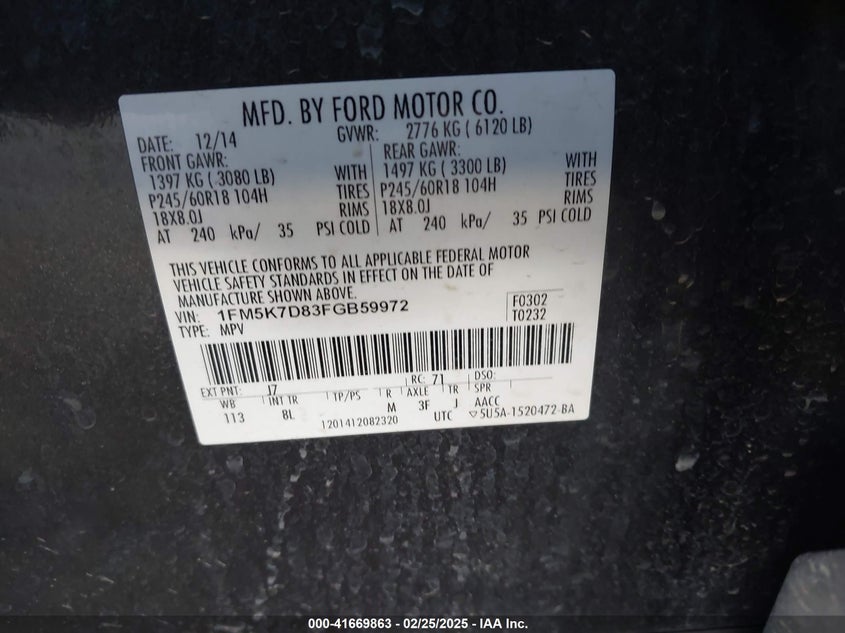 MFD. BY FORD MOTOR CO.
DATE: 12/14 GVWR: 2776 KG ( 6120 LB)
FRONT GAWR: REAR GAWR:
1397 KG ( 3080 LB) WITH 1497 KG ( 3300 LB) WITH
P245/60R18 104H TIRES P245/60R18 104H TIRES
18X8.0J RIMS 18X8.0J RIMS
AT 240 kPa/ 35 PSI COLD AT 240 kPa/ 35 PSI COLD
THIS VEHICLE CONFORMS TO ALL APPLICABLE FEDERAL MOTOR
VEHICLE SAFETY STANDARDS IN EFFECT ON THE DATE OF
MANUFACTURE SHOWN ABOVE.
VIN: 1FM5K7D83FGB59972 F0302
TYPE: MPV T0232
EXT PNT: J7 RC: 71 DSO:
WB INT TR TP/PS R AXLE TR SPR
113 8L M 3F J AACC
1201412082320 UTC 5U5A-1520472-BA
000-41669863 - 02/25/2025 - IAA Inc.